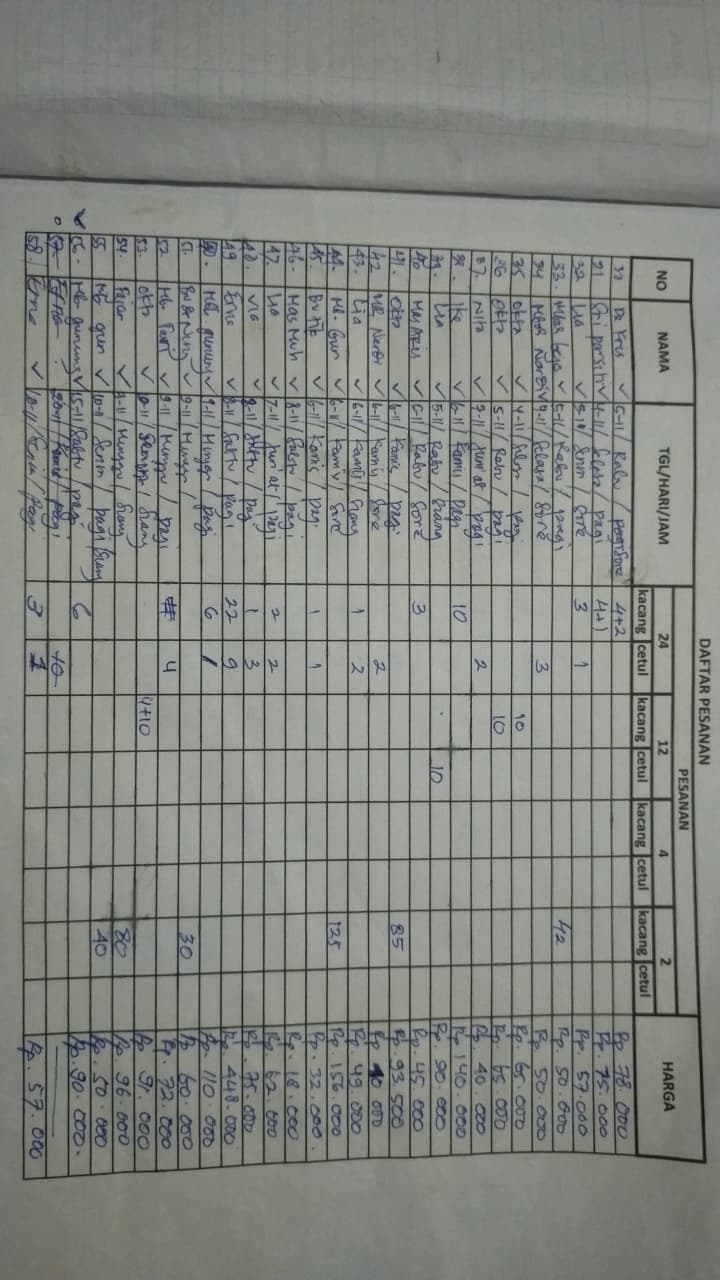 DAFTAR PESANAN
NO NAMA TGL/HARI/JAM PESANAN HARGA
24 12 4 2
kacang cetul kacang cetul kacang cetul kacang cetul
De Kris ✓ 5-11/ Rabu / pagi Sore 4+2 Rp 78.000
31 Sri ✓ 4-11/ Selasa/ pagi 4+1 Rp. 75.000
32 Lia ✓ Senin / Sore 3 1 Rp. 57.000
33. Mbas ✓ 5-11/ Rabu / pagi 42 Rp. 50.000
34 Mbas ✓ 4-11/ Selasa/ Sore 3 Rp. 50.000
35 Okta ✓ 4-11/ Selasa / pagi 10 Rp. 65.000
36 Okta ✓ 5-11/ Rabu / pagi 10 Rp. 65.000
37. Nita ✓ 7-11/ Jum'at / pagi 2 Rp. 40.000
38. Ike ✓ 6-11/ Kamis / Pagi 10 Rp 140.000
39. Lia ✓ 5-11/ Rabu / Siang 10 Rp. 90.000
40 Mas Aris ✓ Rabu / Sore 3 Rp. 45.000
41. Okta ✓ 6-11/ Kamis / pagi 85 Rp. 93.500
42 ✓ 6-11/ Kamis / Sore 2 Rp 000
43. Lia ✓ 6-11/ Kamis/ Siang 1 2 Rp. 49.000
44. Mb. Gun ✓ 6-11/ Kamis / Sore 125 Rp. 156.000
45. Bu Tik ✓ 6-11/ Kamis / pagi 1 1 Rp. 32.000.
46. Mas Muh ✓ 8-11/ Sabtu / pagi Rp. 18.000
47. Lia ✓ 7-11/ Jum'at / pagi 2 2 Rp. 62.000
48. Via ✓ 8-11/ Sabtu / pagi 1 3 Rp. 75.000
49. Erna ✓ 8-11/ Sabtu / pagi 22 9 Rp. 448.000
50. Mb. gunung ✓ 9-11/ Minggu / pagi 6 1 Rp. 110.000
51. ✓ 9-11/ Minggu / 30 Rp 60.000
52. Mb. ✓ 9-11/ Minggu / pagi 4 Rp. 72.000
53. Okta ✓ 10-11/ Siang 4+10 Rp. 91.000
54. Fajar ✓ 9-11/ Minggu / Siang 80 Rp. 96.000
55 Mb gun ✓ 10-11/ Senin / pagi/Siang 40 Rp. 50.000
✓ 56. Mb. gunung ✓ 15-11/ Sabtu / pagi 6 Rp. 90.000.
57 Erna 20-11/ Kamis / pagi 10
58. Erna ✓ 10-11/ Senin / Pagi 3 1 Rp. 57.000